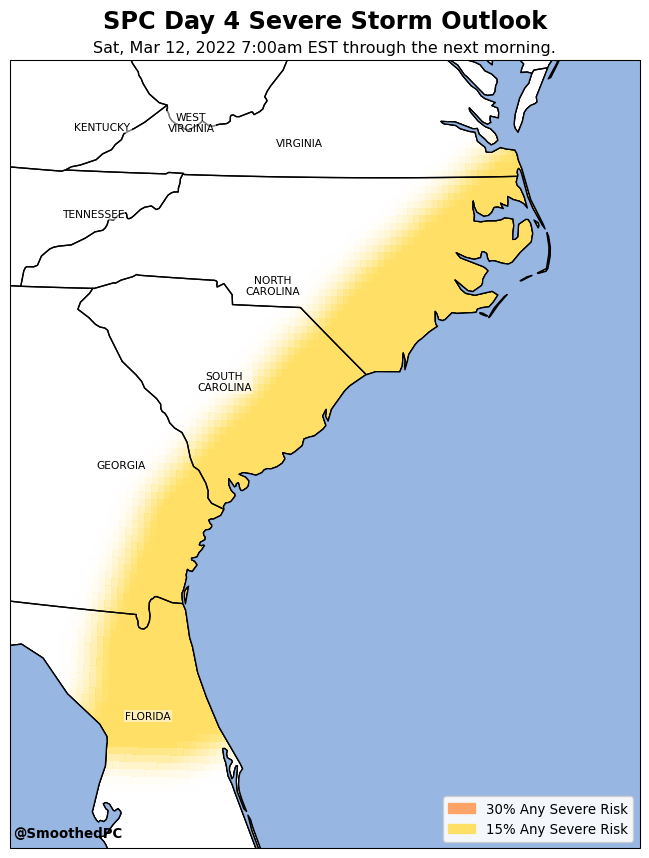 SPC Day 4 Severe Storm Outlook
Sat, Mar 12, 2022 7:00am EST through the next morning.
KENTUCKY
WEST
VIRGINIA
VIRGINIA
TENNESSEE
NORTH
CAROLINA
SOUTH
CAROLINA
GEORGIA
FLORIDA
30% Any Severe Risk
15% Any Severe Risk
@SmoothedPC